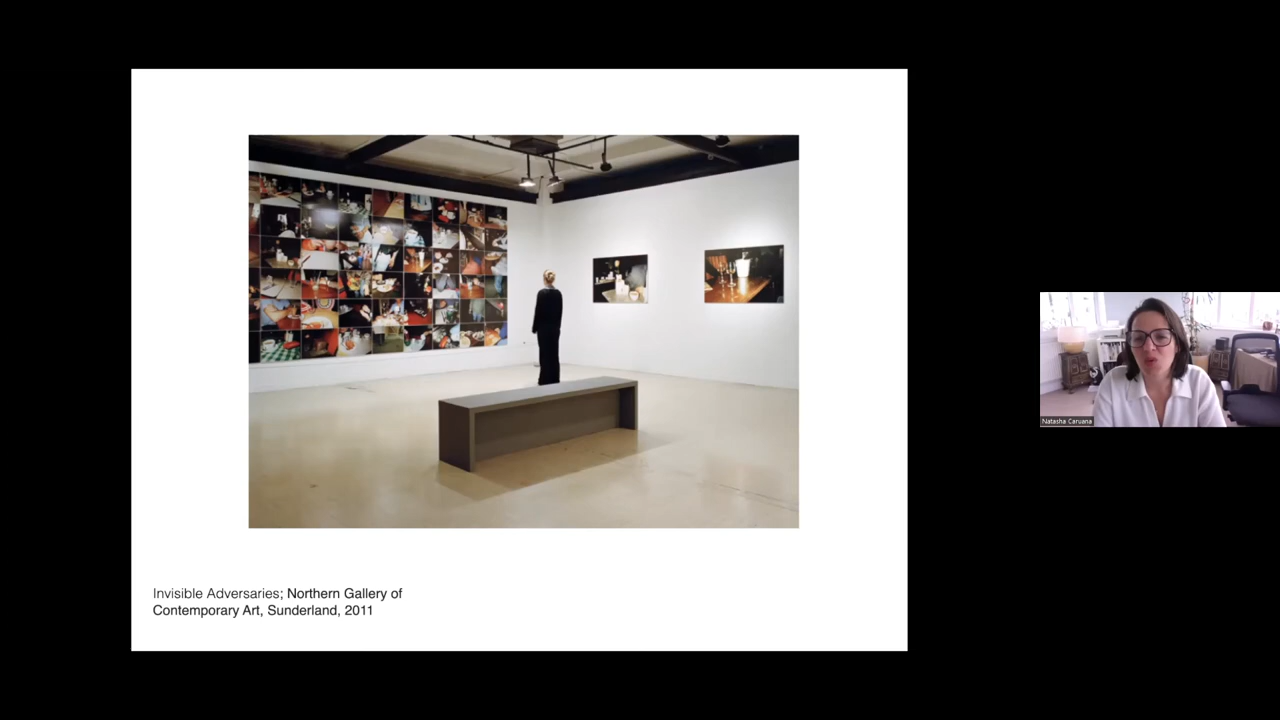 Invisible Adversaries; Northern Gallery of
Contemporary Art, Sunderland, 2011
Natasha Caruana